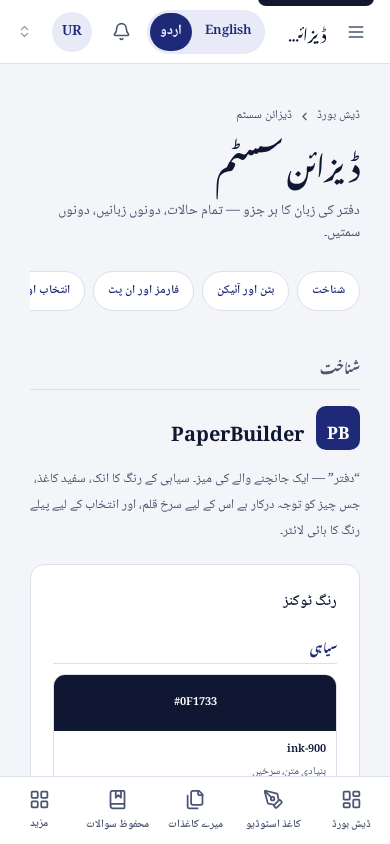 ڈیزائن...
اردو English
UR
ڈیش بورڈ ‹ ڈیزائن سسٹم
ڈیزائن سسٹم
دفتر کی زبان کا ہر جزو — تمام حالات، دونوں زبانیں، دونوں
سمتیں۔
شناخت
بٹن اور آئیکن
فارمز اور ان پٹ
انتخاب او
شناخت
PB PaperBuilder
“دفتر” — ایک جانچنے والے کی میز۔ سیاہی کے رنگ کا انک، سفید کاغذ،
جس چیز کو توجہ درکار ہے اس کے لیے سرخ قلم، اور انتخاب کے لیے پیلے
رنگ کا ہائی لائٹر۔
رنگ ٹوکنز
سیاہی
#0F1733
ink-900
بنیادی متن، سرخیں
ڈیش بورڈ
کاغذ اسٹوڈیو
میرے کاغذات
محفوظ سوالات
مزید